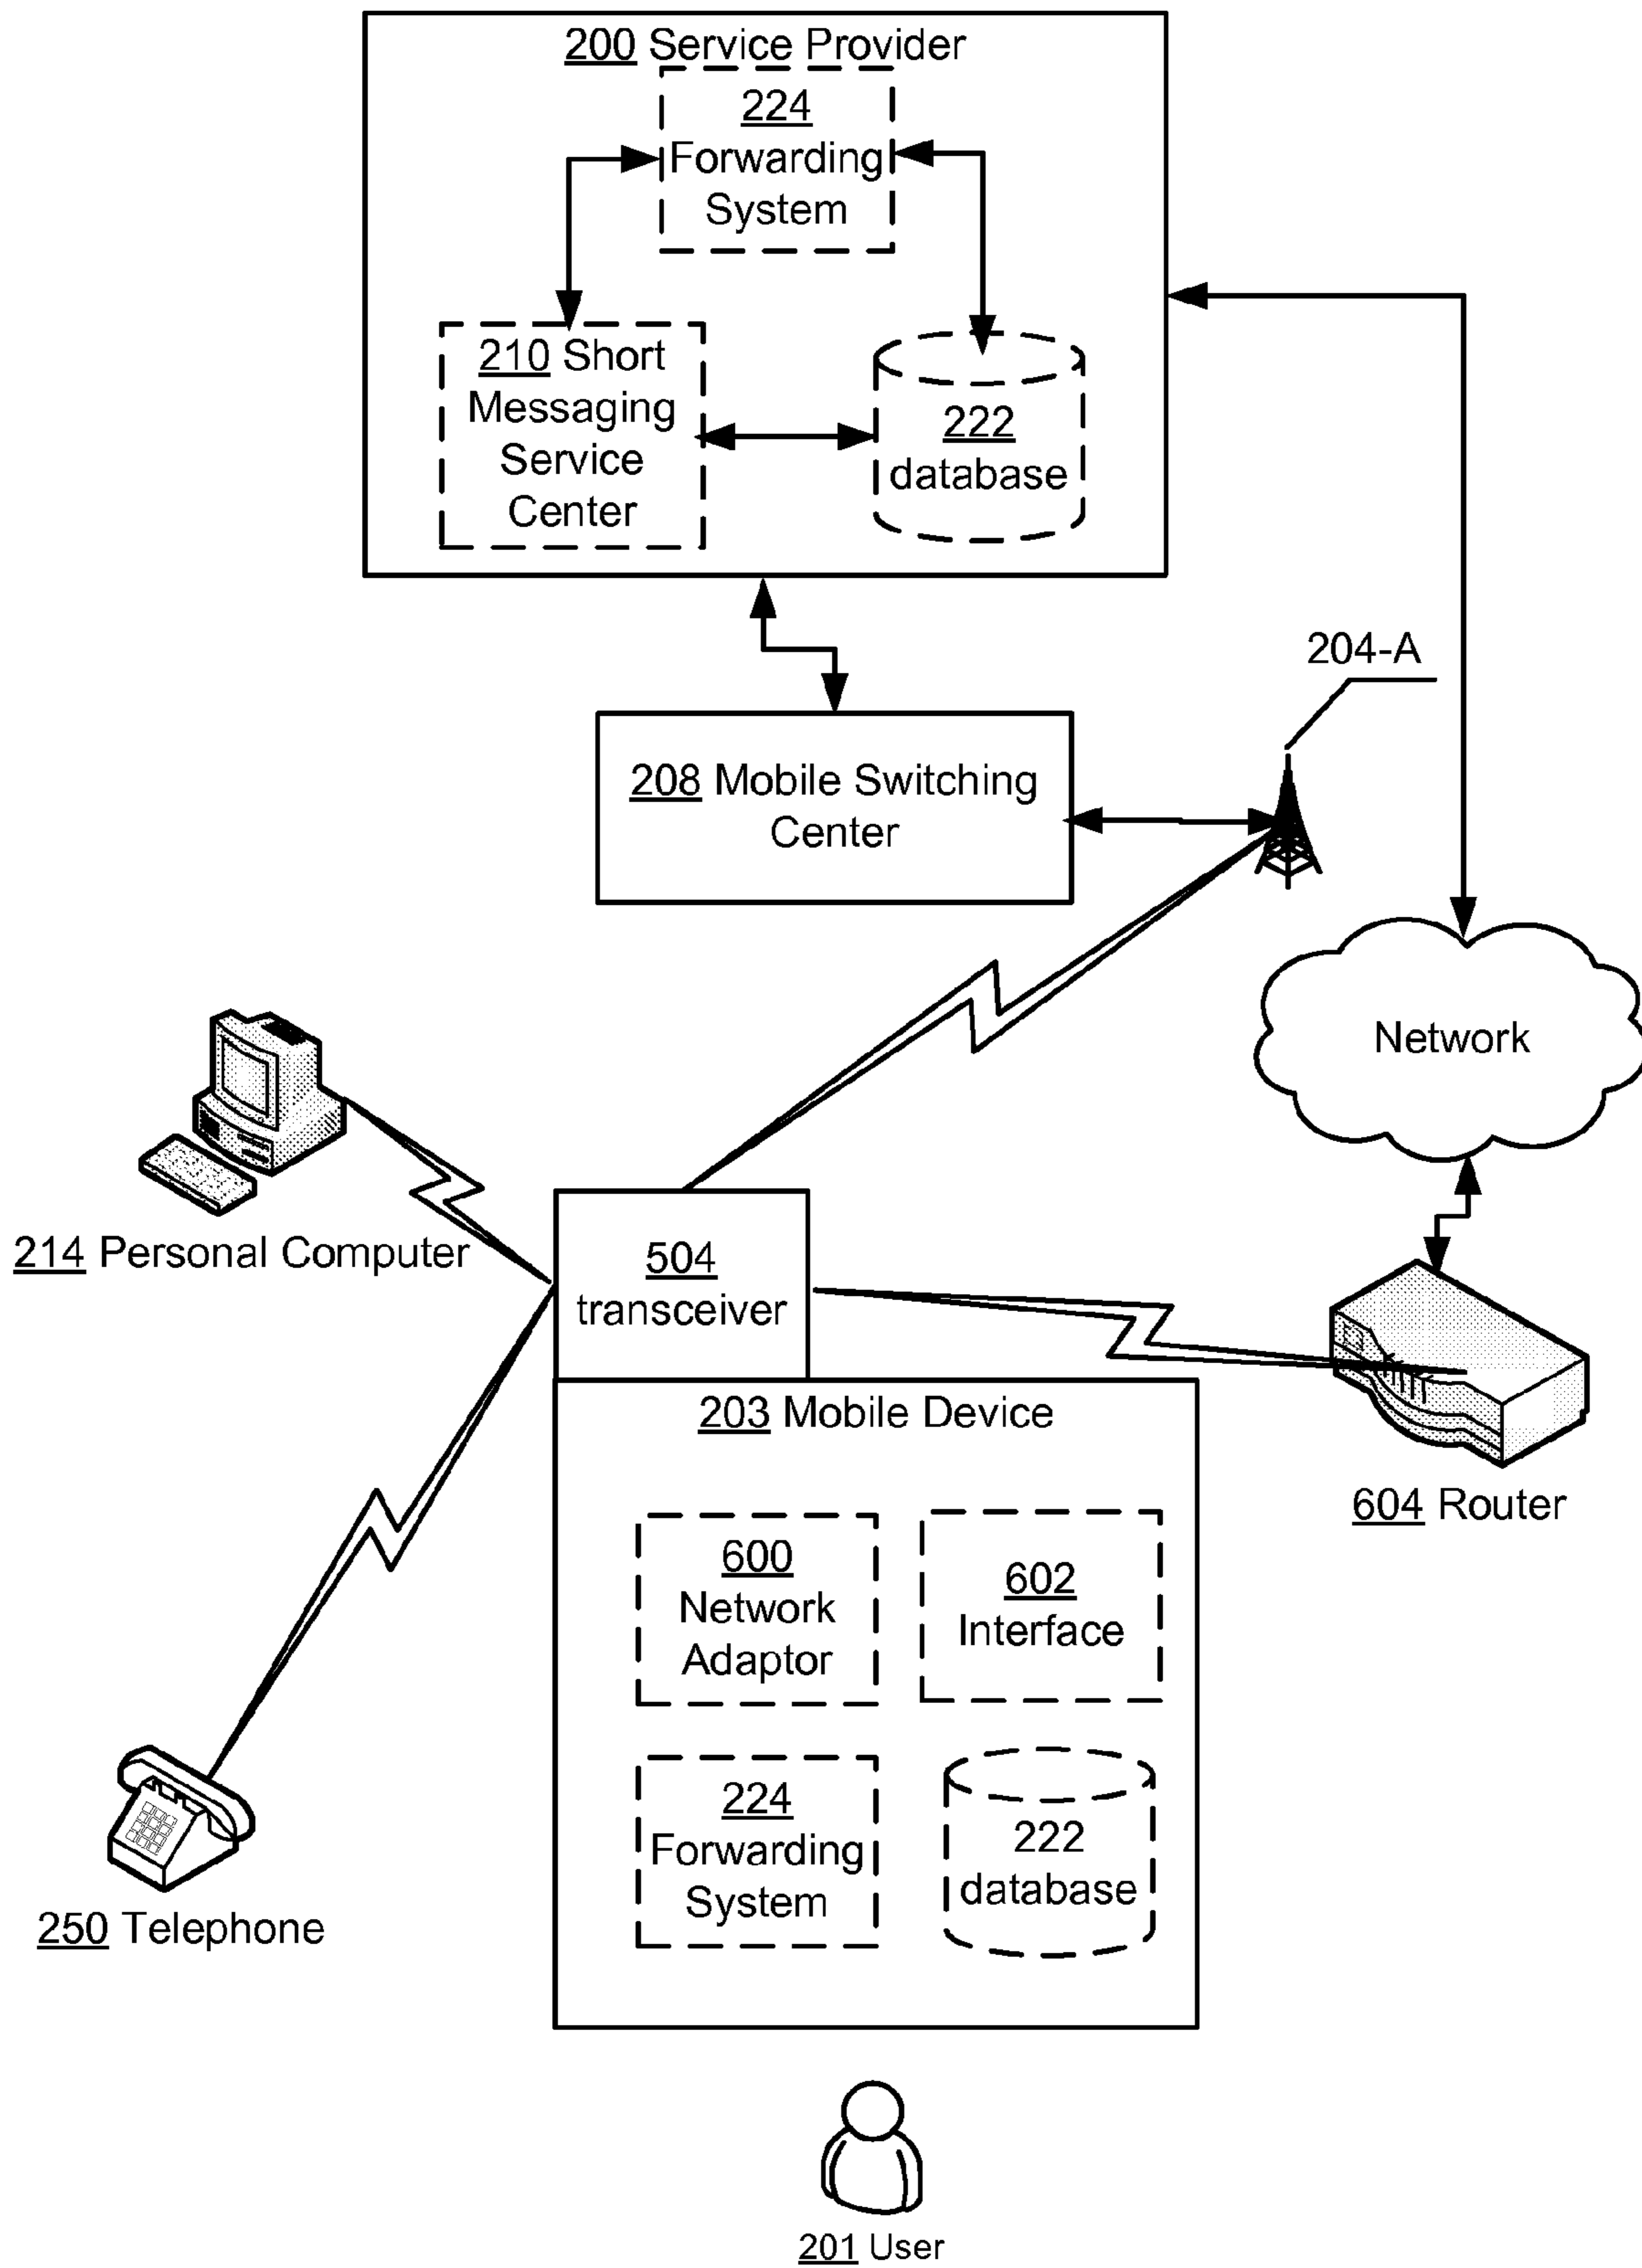 200 Service Provider
224
Forwarding
System
210 Short
Messaging
Service
Center
222
database
204-A
208 Mobile Switching
Center
Network
214 Personal Computer
504
transceiver
203 Mobile Device
604 Router
600
Network
Adaptor
602
Interface
224
Forwarding
System
222
database
250 Telephone
201 User